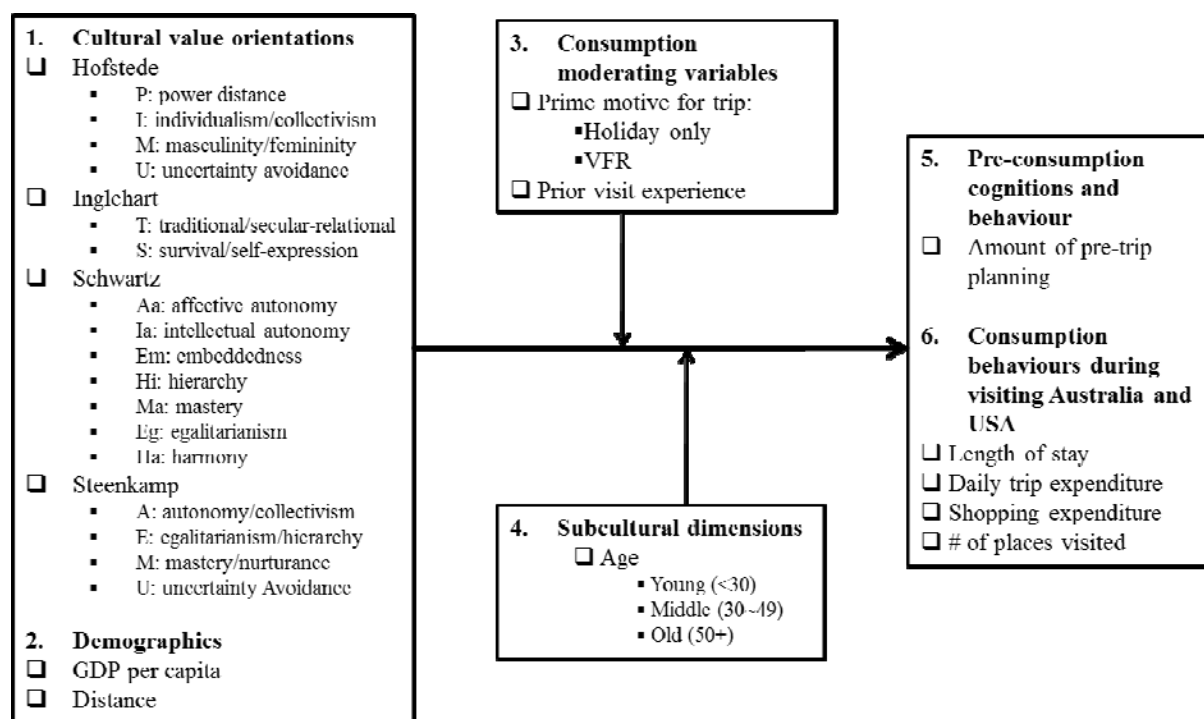 1. Cultural value orientations
❑ Hofstede
▪ P: power distance
▪ I: individualism/collectivism
▪ M: masculinity/femininity
▪ U: uncertainty avoidance
❑ Inglehart
▪ T: traditional/secular-relational
▪ S: survival/self-expression
❑ Schwartz
▪ Aa: affective autonomy
▪ Ia: intellectual autonomy
▪ Em: embeddedness
▪ Hi: hierarchy
▪ Ma: mastery
▪ Eg: egalitarianism
▪ Ha: harmony
❑ Steenkamp
▪ A: autonomy/collectivism
▪ E: egalitarianism/hierarchy
▪ M: mastery/nurturance
▪ U: uncertainty Avoidance
2. Demographics
❑ GDP per capita
❑ Distance
3. Consumption
moderating variables
❑ Prime motive for trip:
▪Holiday only
▪VFR
❑ Prior visit experience
4. Subcultural dimensions
❑ Age
▪ Young (<30)
▪ Middle (30~49)
▪ Old (50+)
5. Pre-consumption
cognitions and
behaviour
❑ Amount of pre-trip
planning
6. Consumption
behaviours during
visiting Australia and
USA
❑ Length of stay
❑ Daily trip expenditure
❑ Shopping expenditure
❑ # of places visited